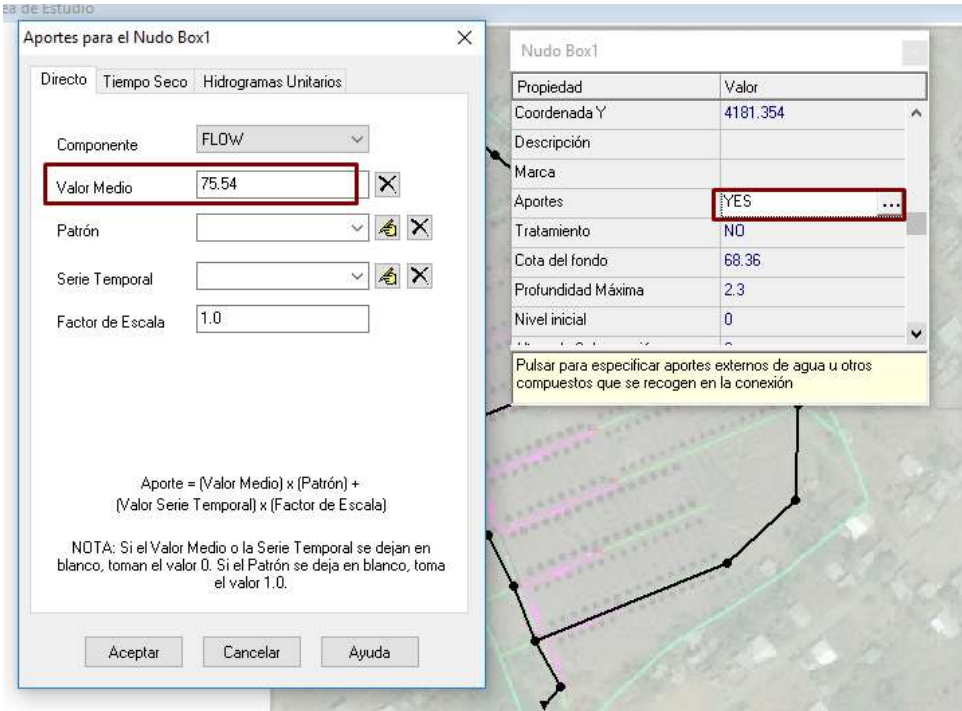 ea de Estudio
Aportes para el Nudo Box1
Directo Tiempo Seco Hidrogramas Unitarios
Componente FLOW
Valor Medio 75.54
Patrón
Serie Temporal
Factor de Escala 1.0
Aporte = (Valor Medio) x (Patrón) +
(Valor Serie Temporal) x (Factor de Escala)
NOTA: Si el Valor Medio o la Serie Temporal se dejan en
blanco, toman el valor 0. Si el Patrón se deja en blanco, toma
el valor 1.0.
Aceptar Cancelar Ayuda
Nudo Box1
Propiedad Valor
Coordenada Y 4181.354
Descripción
Marca
Aportes YES ...
Tratamiento NO
Cota del fondo 68.36
Profundidad Máxima 2.3
Nivel inicial 0
Pulsar para especificar aportes externos de agua u otros
compuestos que se recogen en la conexión